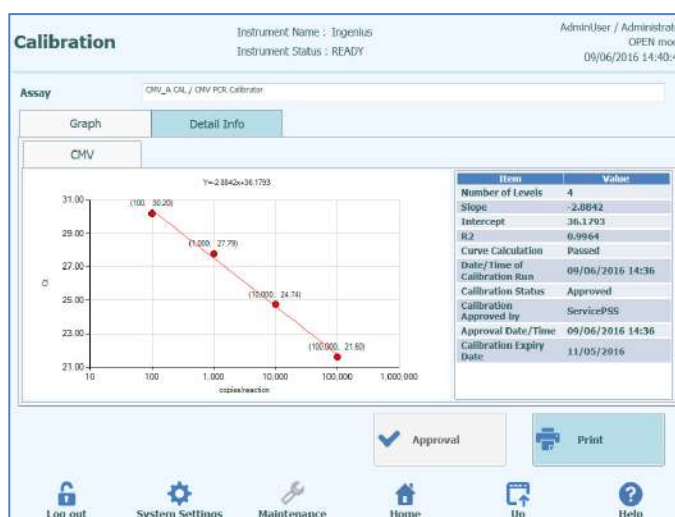 Calibration
Instrument Name : Ingenius
Instrument Status : READY
AdminUser / Administrat
OPEN mod
09/06/2016 14:40:4
Assay
CMV_A CAL / CMV PCR Calibrator
Graph
Detail Info
CMV
Y=-2.8842x+36.1793
31.00
29.00
27.00
25.00
23.00
21.00
Ct
(100, 30.20)
(1,000, 27.79)
(10,000, 24.74)
(100,000, 21.60)
10
100
1,000
10,000
100,000
1,000,000
copies/reaction
Item Value
Number of Levels 4
Slope -2.8842
Intercept 36.1793
R2 0.9964
Curve Calculation Passed
Date/Time of
Calibration Run 09/06/2016 14:36
Calibration Status Approved
Calibration
Approved by ServicePSS
Approval Date/Time 09/06/2016 14:36
Calibration Expiry
Date 11/05/2016
Approval
Print
Log out
System Settings
Maintenance
Home
Up
Help